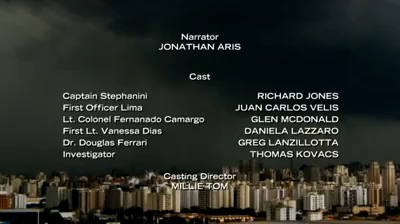 Narrator
JONATHAN ARIS
Cast
Captain Stephanini RICHARD JONES
First Officer Lima JUAN CARLOS VELIS
Lt. Colonel Fernanado Camargo GLEN MCDONALD
First Lt. Vanessa Dias DANIELA LAZZARO
Dr. Douglas Ferrari GREG LANZILLOTTA
Investigator THOMAS KOVACS
Casting Director
MILLIE TOM